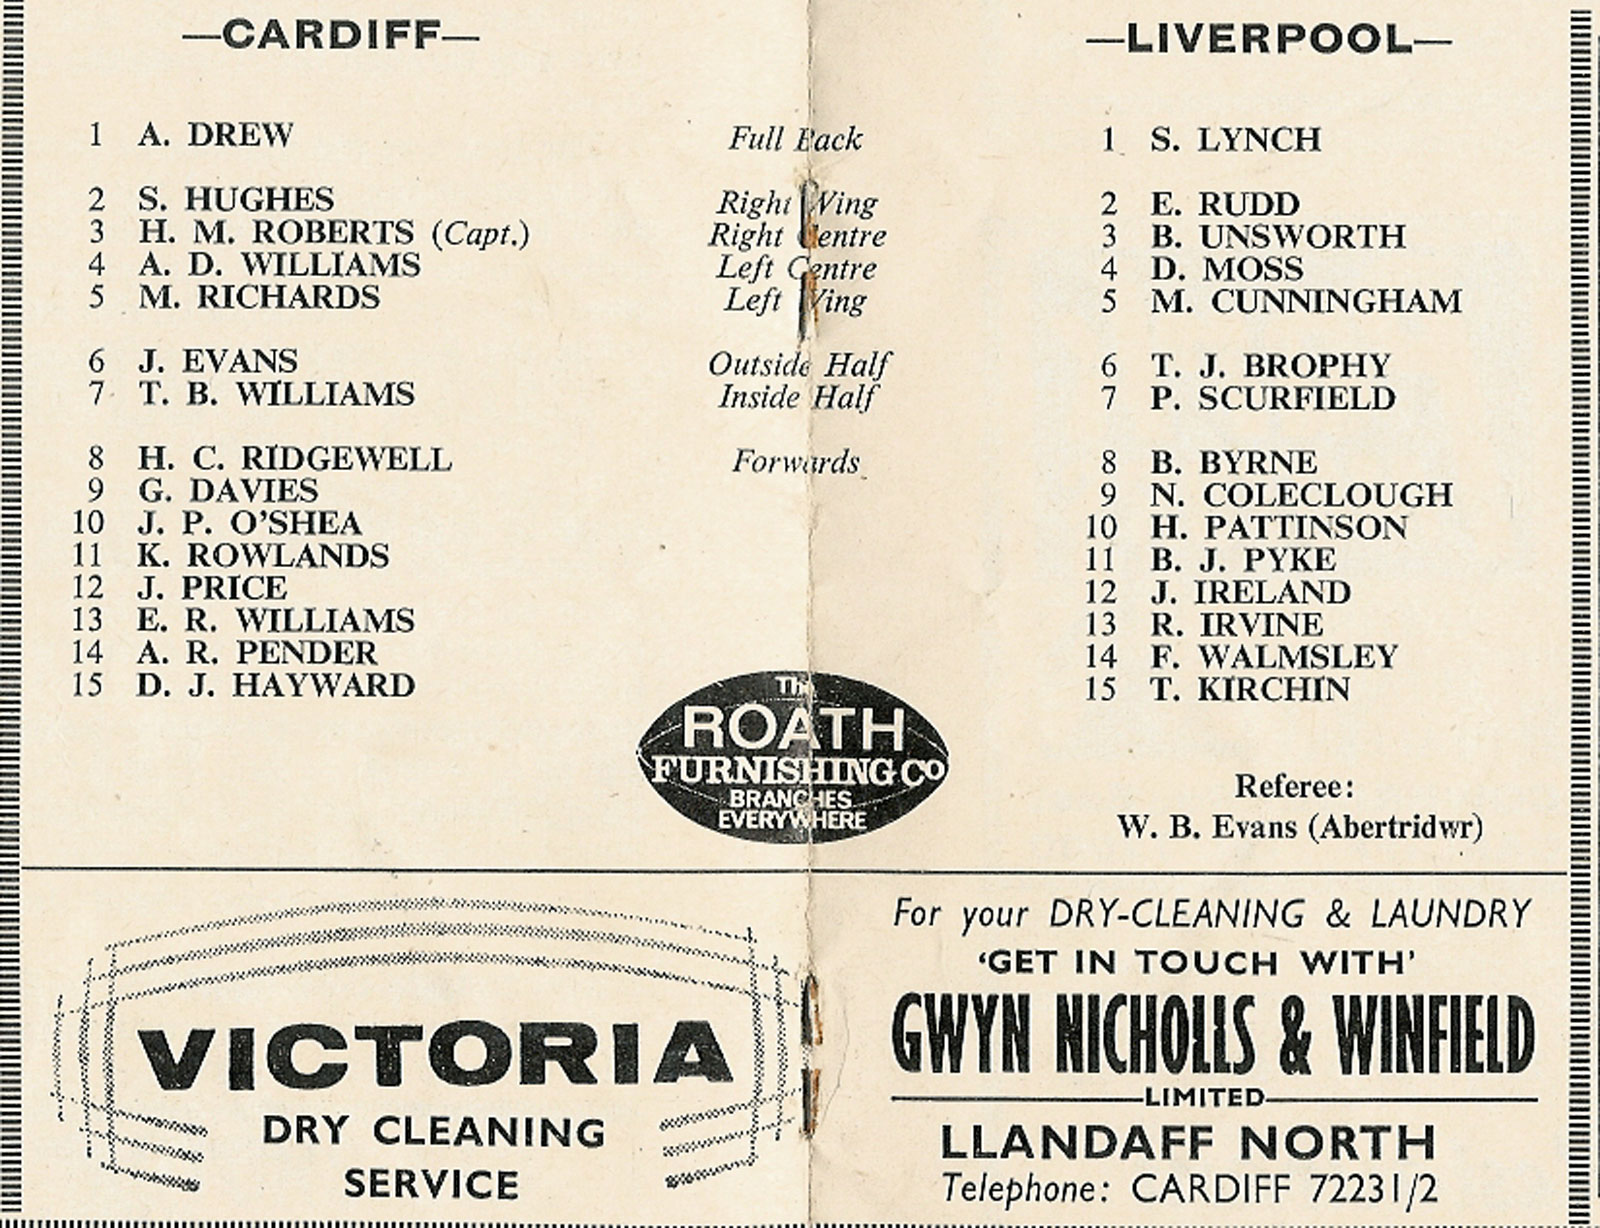 —CARDIFF—
1 A. DREW
2 S. HUGHES
3 H. M. ROBERTS (Capt.)
4 A. D. WILLIAMS
5 M. RICHARDS
6 J. EVANS
7 T. B. WILLIAMS
8 H. C. RIDGEWELL
9 G. DAVIES
10 J. P. O'SHEA
11 K. ROWLANDS
12 J. PRICE
13 E. R. WILLIAMS
14 A. R. PENDER
15 D. J. HAYWARD
Full Back
Right Wing
Right Centre
Left Centre
Left Wing
Outside Half
Inside Half
Forwards
—LIVERPOOL—
1 S. LYNCH
2 E. RUDD
3 B. UNSWORTH
4 D. MOSS
5 M. CUNNINGHAM
6 T. J. BROPHY
7 P. SCURFIELD
8 B. BYRNE
9 N. COLECLOUGH
10 H. PATTINSON
11 B. J. PYKE
12 J. IRELAND
13 R. IRVINE
14 F. WALMSLEY
15 T. KIRCHIN
Referee:
W. B. Evans (Abertridwr)
The
ROATH
FURNISHING CO
BRANCHES
EVERYWHERE
VICTORIA
DRY CLEANING
SERVICE
For your DRY-CLEANING & LAUNDRY
'GET IN TOUCH WITH'
GWYN NICHOLLS & WINFIELD
LIMITED
LLANDAFF NORTH
Telephone: CARDIFF 72231/2